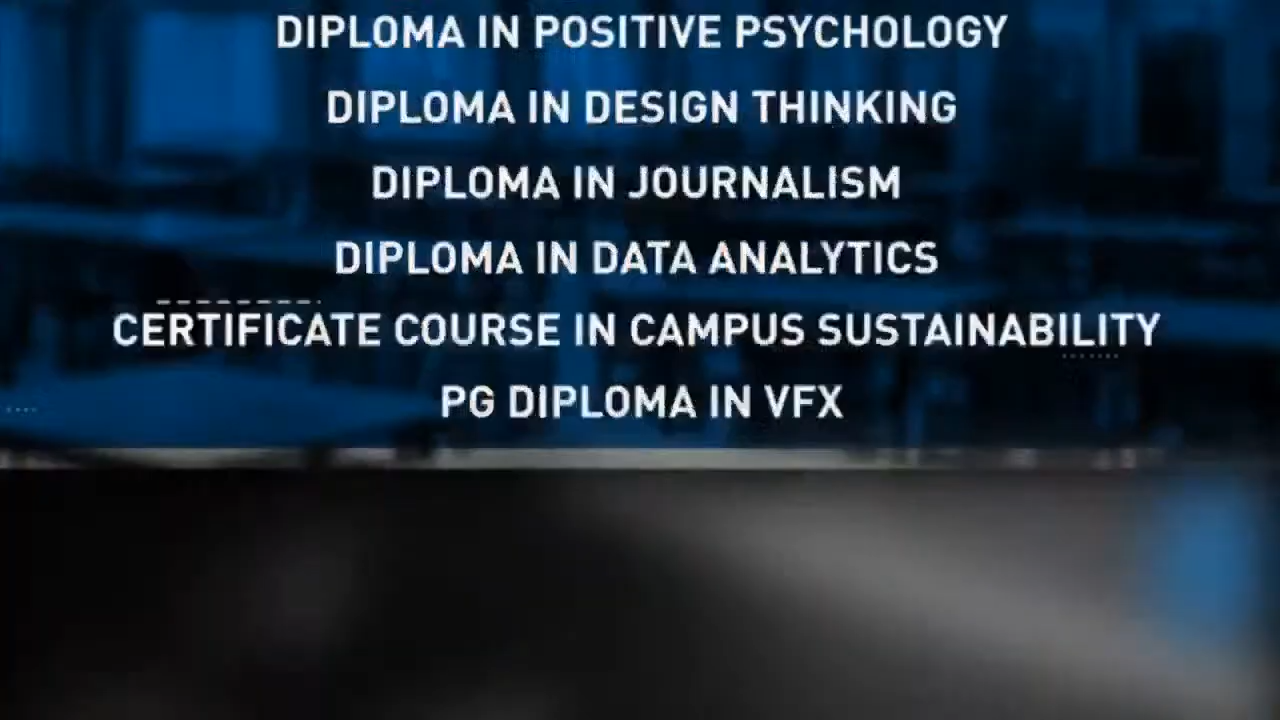 DIPLOMA IN POSITIVE PSYCHOLOGY
DIPLOMA IN DESIGN THINKING
DIPLOMA IN JOURNALISM
DIPLOMA IN DATA ANALYTICS
CERTIFICATE COURSE IN CAMPUS SUSTAINABILITY
PG DIPLOMA IN VFX